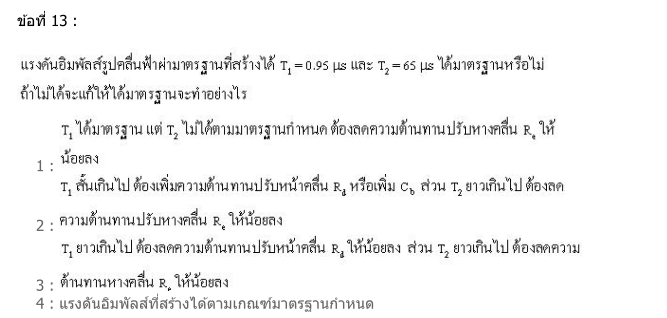 ข้อที่ 13 :
แรงดันอิมพัลส์รูปคลื่นฟ้าผ่ามาตรฐานที่สร้างได้ T₁ = 0.95 µs และ T₂ = 65 µs ได้มาตรฐานหรือไม่
ถ้าไม่ได้จะแก้ให้ได้มาตรฐานจะทำอย่างไร
T₁ ได้มาตรฐาน แต่ T₂ ไม่ได้ตามมาตรฐานกำหนด ต้องลดความต้านทานปรับหางคลื่น Rₑ ให้
1 : น้อยลง
T₁ สั้นเกินไป ต้องเพิ่มความต้านทานปรับหน้าคลื่น R_d หรือเพิ่ม C_b ส่วน T₂ ยาวเกินไป ต้องลด
2 : ความต้านทานปรับหางคลื่น Rₑ ให้น้อยลง
T₁ ยาวเกินไป ต้องลดความต้านทานปรับหน้าคลื่น R_d ให้น้อยลง ส่วน T₂ ยาวเกินไป ต้องลดความ
3 : ต้านทานหางคลื่น Rₑ ให้น้อยลง
4 : แรงดันอิมพัลส์ที่สร้างได้ตามเกณฑ์มาตรฐานกำหนด